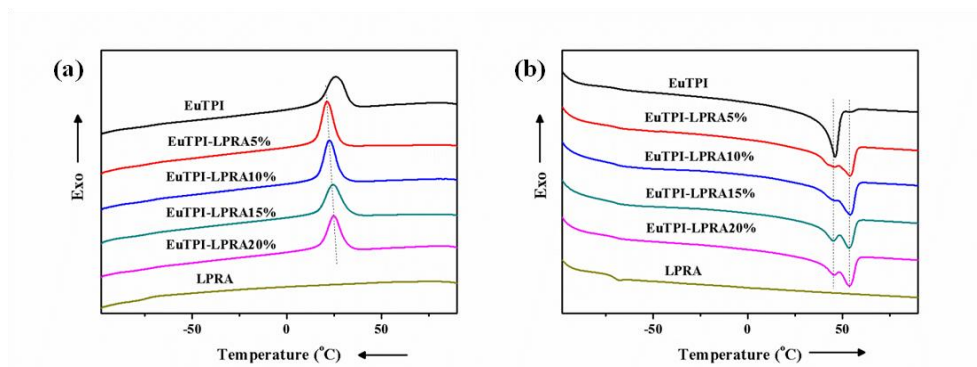 (a)
EuTPI
EuTPI-LPRA5%
EuTPI-LPRA10%
EuTPI-LPRA15%
EuTPI-LPRA20%
LPRA
Exo
-50 0 50
Temperature (°C)
(b)
EuTPI
EuTPI-LPRA5%
EuTPI-LPRA10%
EuTPI-LPRA15%
EuTPI-LPRA20%
LPRA
Exo
-50 0 50
Temperature (°C)